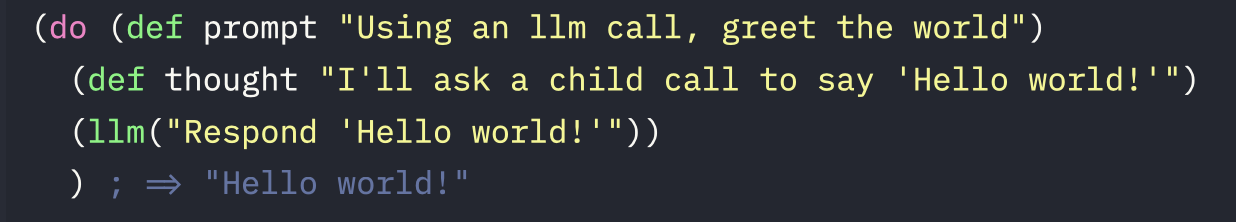 (do (def prompt "Using an llm call, greet the world")
(def thought "I'll ask a child call to say 'Hello world!'")
(llm("Respond 'Hello world!'"))
) ; => "Hello world!"